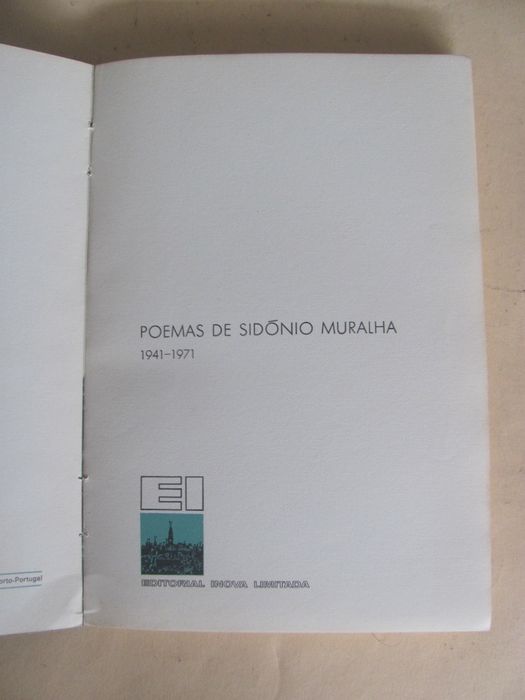 POEMAS DE SIDÓNIO MURALHA
1941-1971
EI
EDITORIAL INOVA LIMITADA
orto-Portugal